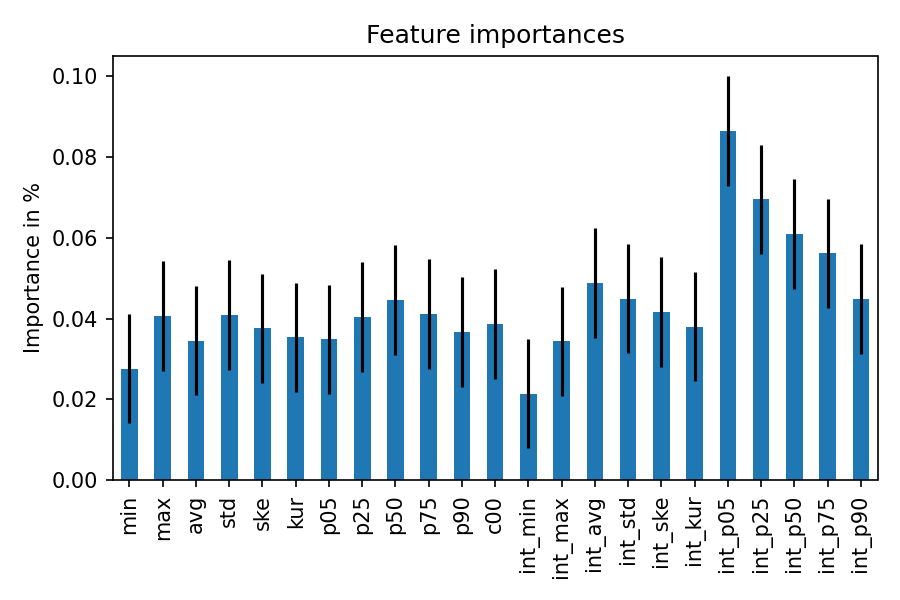 Feature importances
Importance in %
0.10
0.08
0.06
0.04
0.02
0.00
min
max
avg
std
ske
kur
p05
p25
p50
p75
p90
c00
int_min
int_max
int_avg
int_std
int_ske
int_kur
int_p05
int_p25
int_p50
int_p75
int_p90